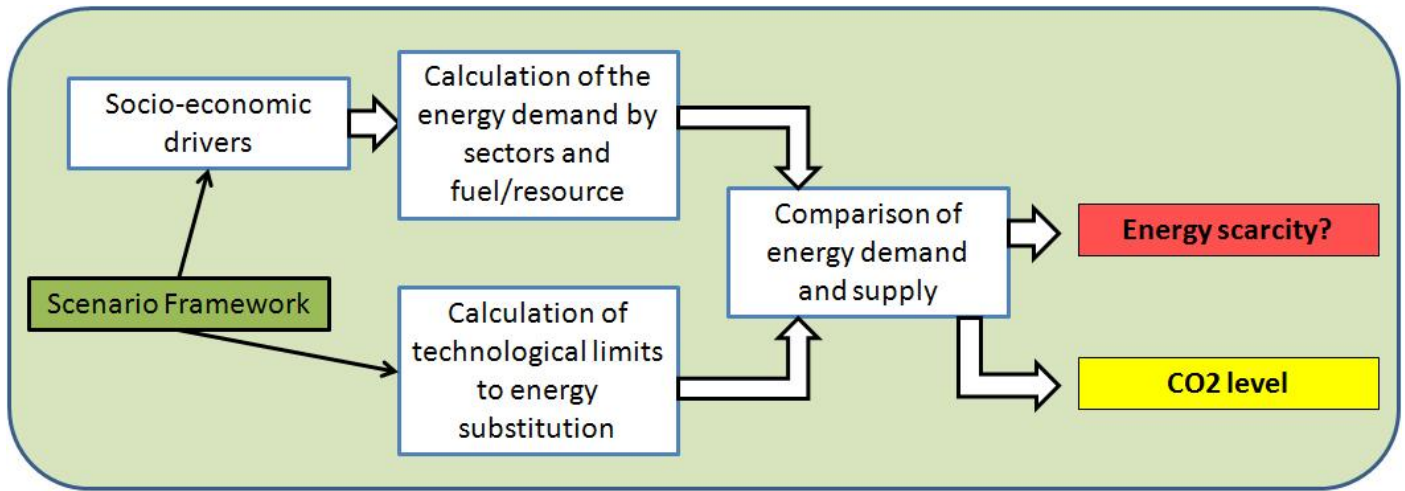 Socio-economic
drivers
Calculation of the
energy demand by
sectors and
fuel/resource
Scenario Framework
Calculation of
technological limits
to energy
substitution
Comparison of
energy demand
and supply
Energy scarcity?
CO2 level